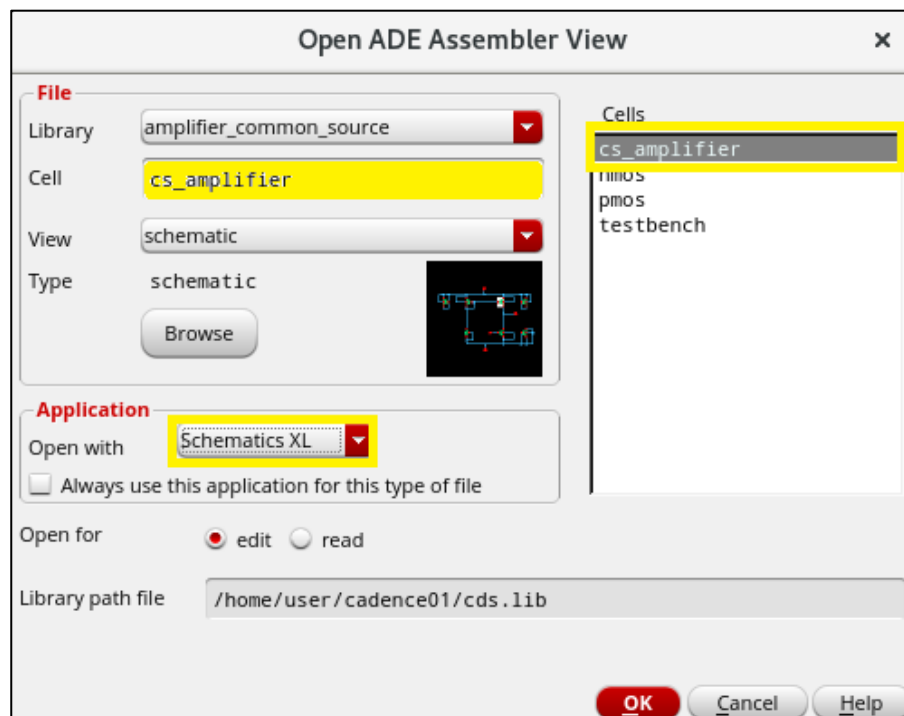 Open ADE Assembler View
×
File
Library amplifier_common_source
Cell cs_amplifier
View schematic
Type schematic
Browse
Cells
cs_amplifier
nmos
pmos
testbench
Application
Open with Schematics XL
Always use this application for this type of file
Open for edit read
Library path file /home/user/cadence01/cds.lib
OK Cancel Help